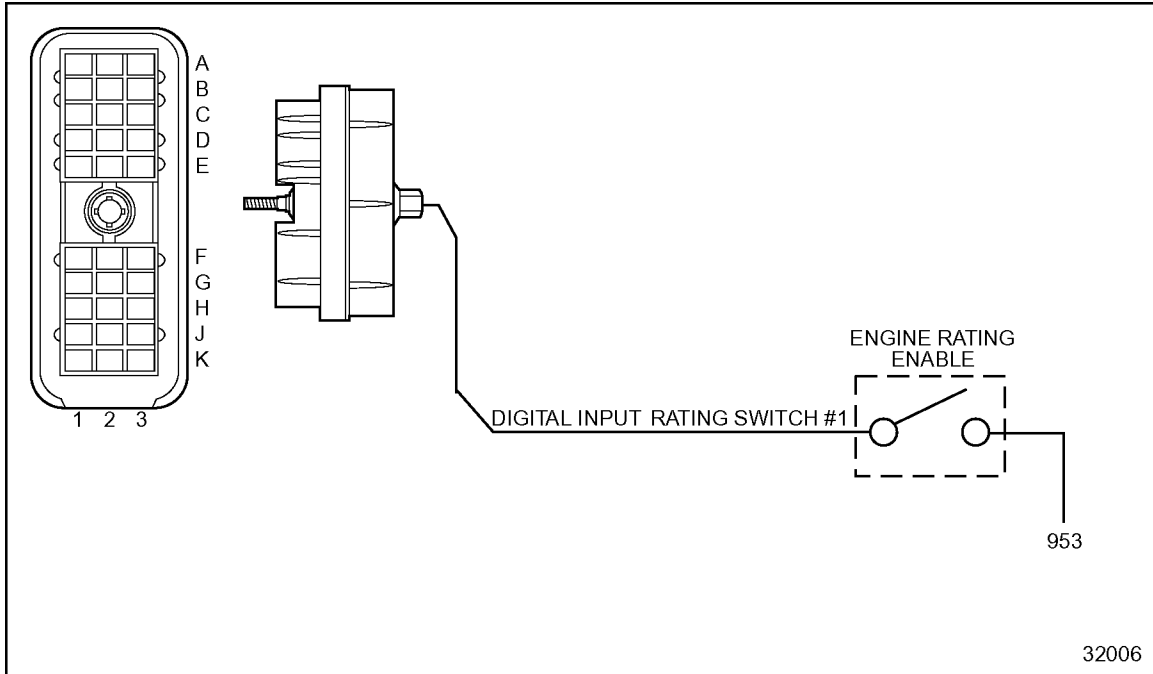 A
B
C
D
E
F
G
H
J
K
1 2 3
ENGINE RATING
ENABLE
DIGITAL INPUT RATING SWITCH #1
953
32006